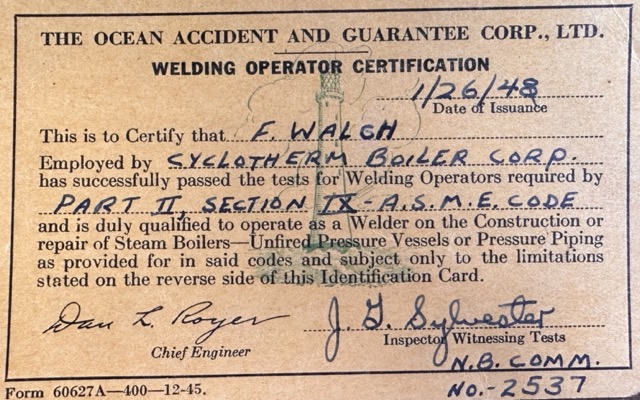 THE OCEAN ACCIDENT AND GUARANTEE CORP., LTD.
WELDING OPERATOR CERTIFICATION
1/26/48
Date of Issuance
This is to Certify that F. WALSH
Employed by CYCLOTHERM BOILER CORP.
has successfully passed the tests for Welding Operators required by
PART II, SECTION IX - A.S.M.E. CODE
and is duly qualified to operate as a Welder on the Construction or
repair of Steam Boilers—Unfired Pressure Vessels or Pressure Piping
as provided for in said codes and subject only to the limitations
stated on the reverse side of this Identification Card.
Dan L. Royer J. G. Sylvester
Chief Engineer Inspector Witnessing Tests
N.B. COMM.
Form 60627A—400—12-45. NO.-2537